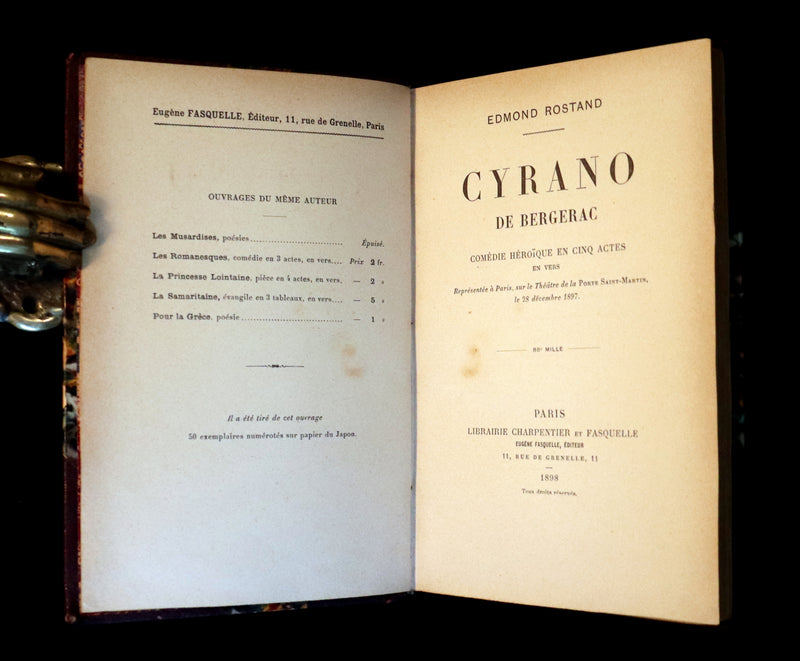 Eugène FASQUELLE, Éditeur, 11, rue de Grenelle, Paris
OUVRAGES DU MÊME AUTEUR
Les Musardises, poésies.................... Épuisé.
Les Romanesques, comédie en 3 actes, en vers.... Prix 2 fr.
La Princesse Lointaine, pièce en 4 actes, en vers. — 2 »
La Samaritaine, évangile en 3 tableaux, en vers.... — 5 »
Pour la Grèce, poésie...................... — 1 »
Il a été tiré de cet ouvrage
50 exemplaires numérotés sur papier du Japon.
EDMOND ROSTAND
CYRANO
DE BERGERAC
COMÉDIE HÉROÏQUE EN CINQ ACTES
EN VERS
Représentée à Paris, sur le Théâtre de la PORTE SAINT-MARTIN,
le 28 décembre 1897.
MILLE
PARIS
LIBRAIRIE CHARPENTIER ET FASQUELLE
EUGÈNE FASQUELLE, ÉDITEUR
11, RUE DE GRENELLE, 11
1898
Tous droits réservés.